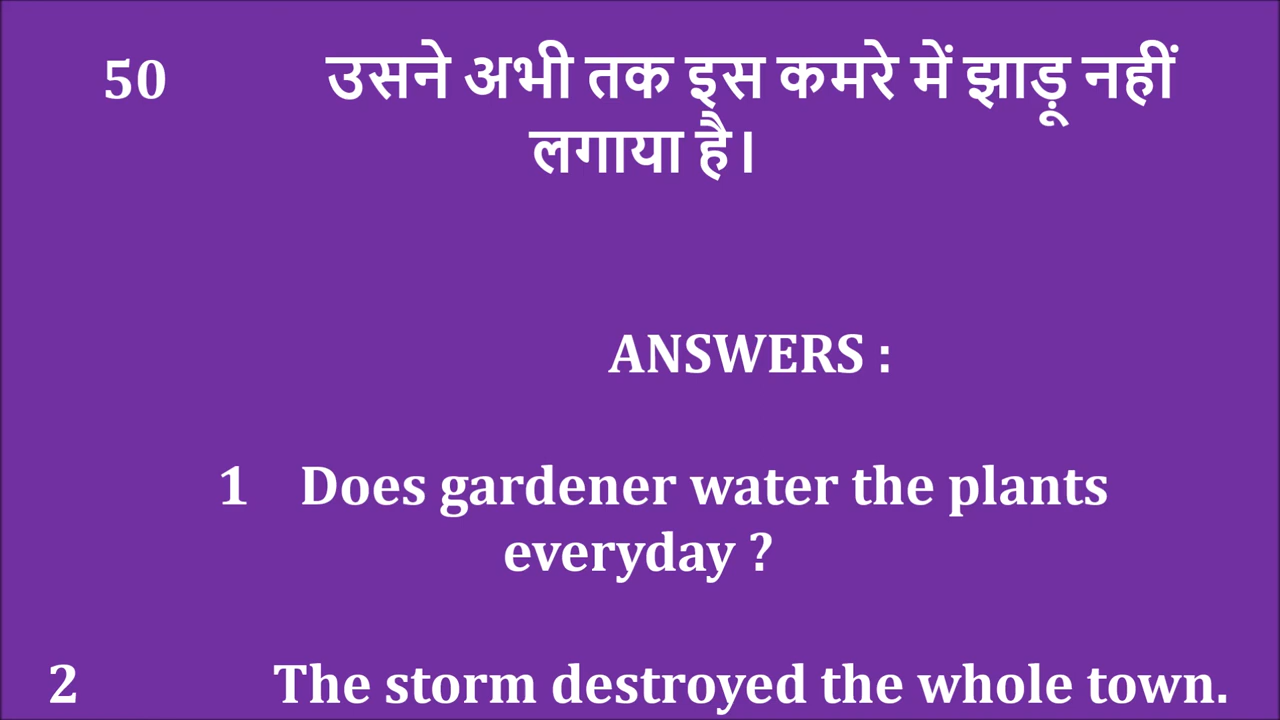 50 उसने अभी तक इस कमरे में झाड़ू नहीं
लगाया है।
ANSWERS :
1 Does gardener water the plants
everyday ?
2 The storm destroyed the whole town.